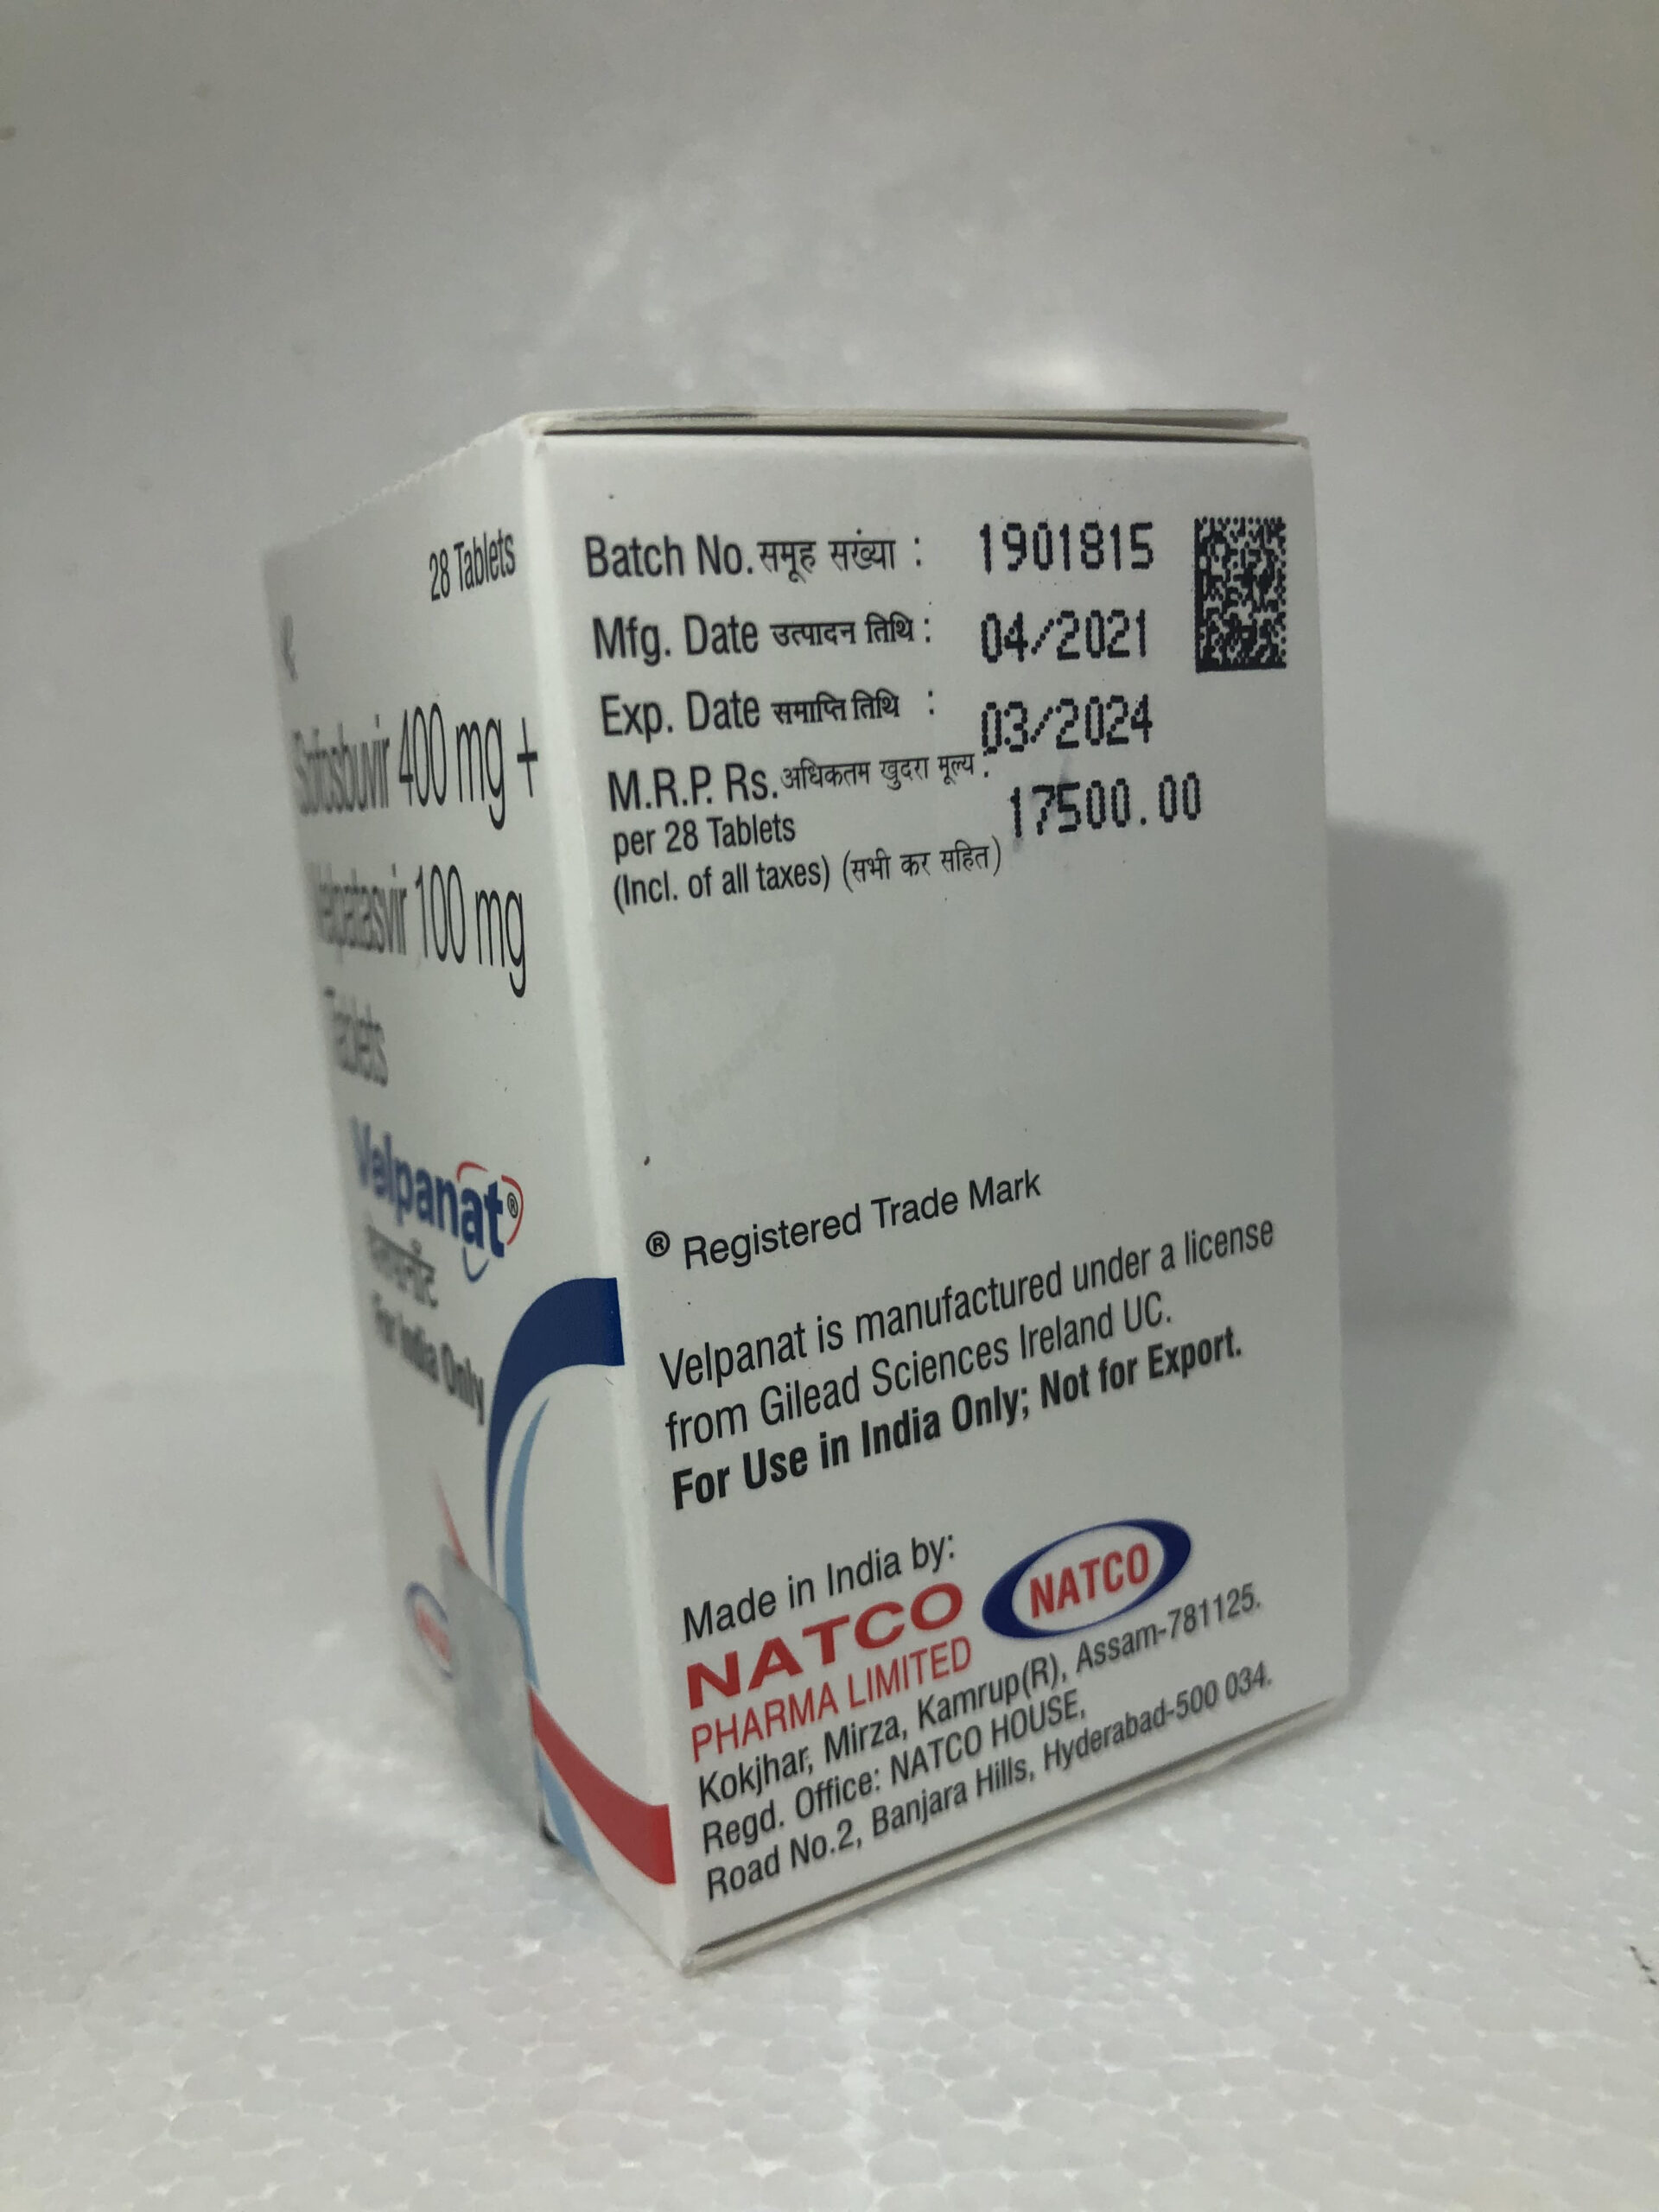 28 Tablets
Sofosbuvir 400 mg +
Velpatasvir 100 mg
Tablets
Velpanat®
For India Only
Batch No. समूह सख्ंया : 1901815
Mfg. Date उत्पादन तिथि : 04/2021
Exp. Date समाप्ति तिथि : 03/2024
M.R.P. Rs. अधिकतम खुदरा मूल्य : 17500.00
per 28 Tablets
(Incl. of all taxes) (सभी कर सहित)
® Registered Trade Mark
Velpanat is manufactured under a license
from Gilead Sciences Ireland UC.
For Use in India Only; Not for Export.
Made in India by:
NATCO
PHARMA LIMITED
NATCO
Kokjhar, Mirza, Kamrup(R), Assam-781125.
Regd. Office: NATCO HOUSE,
Road No.2, Banjara Hills, Hyderabad-500 034.